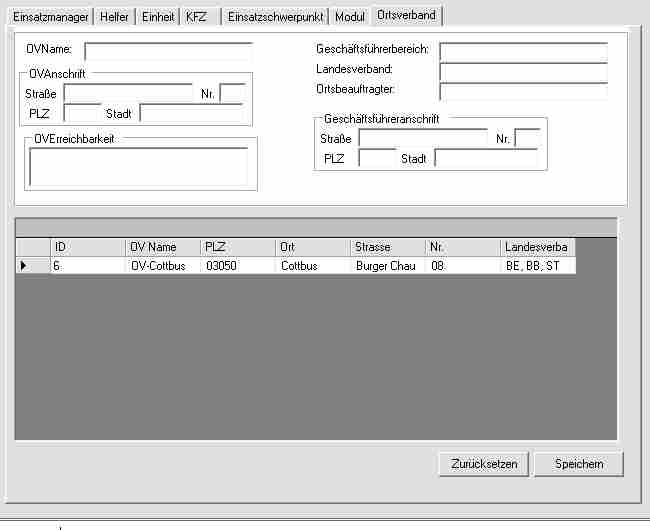 Einsatzmanager Helfer Einheit KFZ Einsatzschwerpunkt Modul Ortsverband
OVName:
OVAnschrift
Straße Nr.
PLZ Stadt
OVErreichbarkeit
Geschäftsführerbereich:
Landesverband:
Ortsbeauftragter:
Geschäftsführeranschrift
Straße Nr.
PLZ Stadt
ID OV Name PLZ Ort Strasse Nr. Landesverba
6 OV-Cottbus 03050 Cottbus Burger Chau 08 BE, BB, ST
Zurücksetzen Speichern